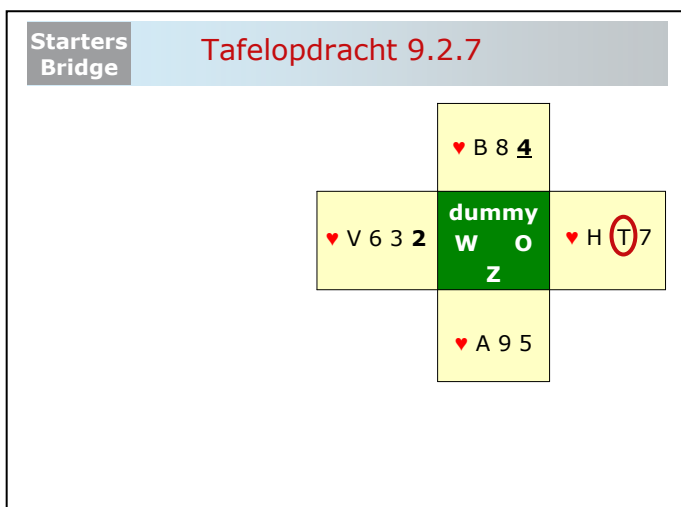 Starters
Bridge
Tafelopdracht 9.2.7
♥ B 8 4
♥ V 6 3 2
dummy
W O
Z
♥ H T 7
♥ A 9 5